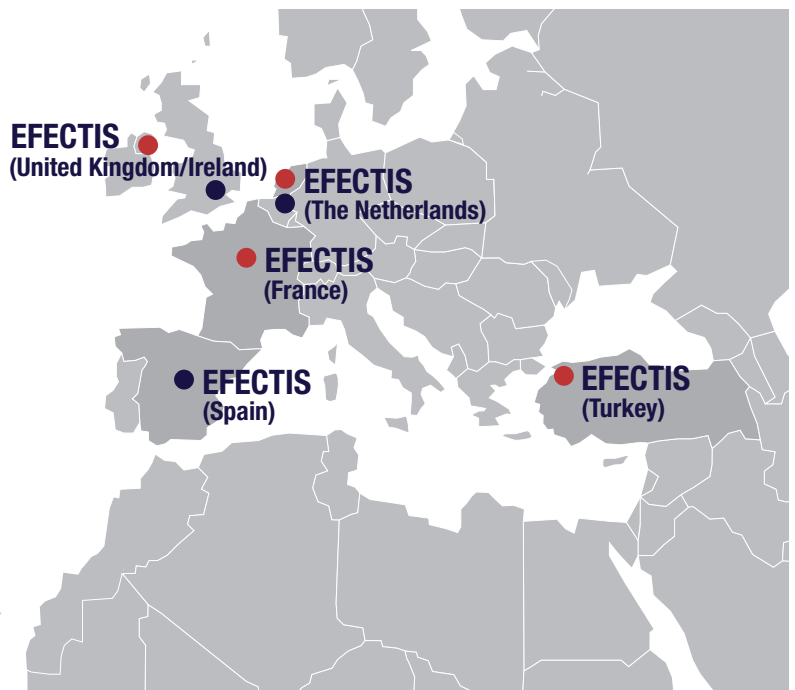 EFECTIS
(United Kingdom/Ireland)
EFECTIS
(The Netherlands)
EFECTIS
(France)
EFECTIS
(Spain)
EFECTIS
(Turkey)